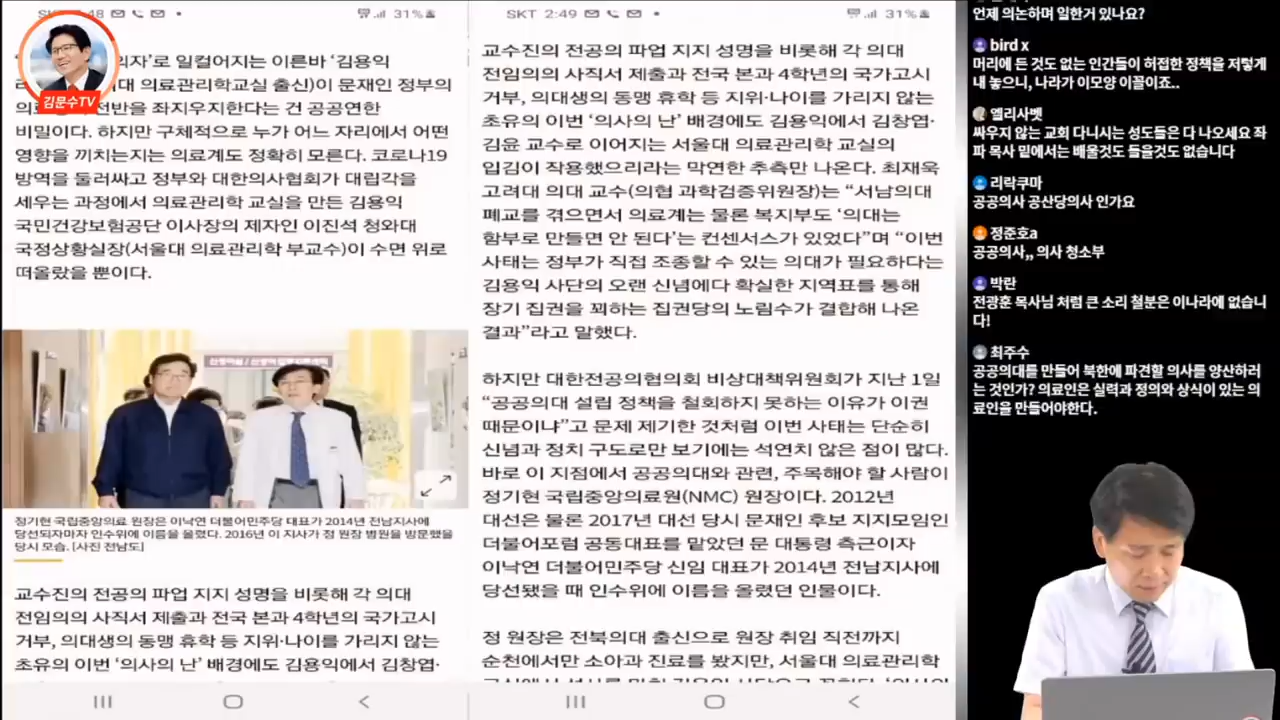 SKT 2:48 31%
김문수TV
의자’로 일컬어지는 이른바 ‘김용익
대 의료관리학교실 출신)이 문재인 정부의
전반을 좌지우지한다는 건 공공연한
비밀이다. 하지만 구체적으로 누가 어느 자리에서 어떤
영향을 끼치는지는 의료계도 정확히 모른다. 코로나19
방역을 둘러싸고 정부와 대한의사협회가 대립각을
세우는 과정에서 의료관리학 교실을 만든 김용익
국민건강보험공단 이사장의 제자인 이진석 청와대
국정상황실장(서울대 의료관리학 부교수)이 수면 위로
떠올랐을 뿐이다.
정기현 국립중앙의료 원장은 이낙연 더불어민주당 대표가 2014년 전남지사에
당선되자마자 인수위에 이름을 올렸다. 2016년 이 지사가 정 원장 병원을 방문했을
당시 모습. [사진 전남도]
교수진의 전공의 파업 지지 성명을 비롯해 각 의대
전임의의 사직서 제출과 전국 본과 4학년의 국가고시
거부, 의대생의 동맹 휴학 등 지위·나이를 가리지 않는
초유의 이번 ‘의사의 난’ 배경에도 김용익에서 김창엽·
SKT 2:49 31%
교수진의 전공의 파업 지지 성명을 비롯해 각 의대
전임의의 사직서 제출과 전국 본과 4학년의 국가고시
거부, 의대생의 동맹 휴학 등 지위·나이를 가리지 않는
초유의 이번 ‘의사의 난’ 배경에도 김용익에서 김창엽·
김윤 교수로 이어지는 서울대 의료관리학 교실의
입김이 작용했으리라는 막연한 추측만 나온다. 최재욱
고려대 의대 교수(의협 과학검증위원장)는 “서남의대
폐교를 겪으면서 의료계는 물론 복지부도 ‘의대는
함부로 만들면 안 된다’는 컨센서스가 있었다”며 “이번
사태는 정부가 직접 조종할 수 있는 의대가 필요하다는
김용익 사단의 오랜 신념에다 확실한 지역표를 통해
장기 집권을 꾀하는 집권당의 노림수가 결합해 나온
결과”라고 말했다.
하지만 대한전공의협의회 비상대책위원회가 지난 1일
“공공의대 설립 정책을 철회하지 못하는 이유가 이권
때문이냐”고 문제 제기한 것처럼 이번 사태는 단순히
신념과 정치 구도로만 보기에는 석연치 않은 점이 많다.
바로 이 지점에서 공공의대와 관련, 주목해야 할 사람이
정기현 국립중앙의료원(NMC) 원장이다. 2012년
대선은 물론 2017년 대선 당시 문재인 후보 지지모임인
더불어포럼 공동대표를 맡았던 문 대통령 측근이자
이낙연 더불어민주당 신임 대표가 2014년 전남지사에
당선됐을 때 인수위에 이름을 올렸던 인물이다.
정 원장은 전북의대 출신으로 원장 취임 직전까지
순천에서만 소아과 진료를 봤지만, 서울대 의료관리학
언제 의논하며 일한거 있나요?
bird x
머리에 든 것도 없는 인간들이 허접한 정책을 저렇게
내 놓으니, 나라가 이모양 이꼴이죠..
엘리사벳
싸우지 않는 교회 다니시는 성도들은 다 나오세요 좌
파 목사 밑에서는 배울것도 들을것도 없습니다
리락쿠마
공공의사 공산당의사 인가요
정준호a
공공의사,, 의사 청소부
박란
전광훈 목사님 처럼 큰 소리 칠분은 이나라에 없습니
다!
최주수
공공의대를 만들어 북한에 파견할 의사를 양산하려
는 것인가? 의료인은 실력과 정의와 상식이 있는 의
료인을 만들어야한다.